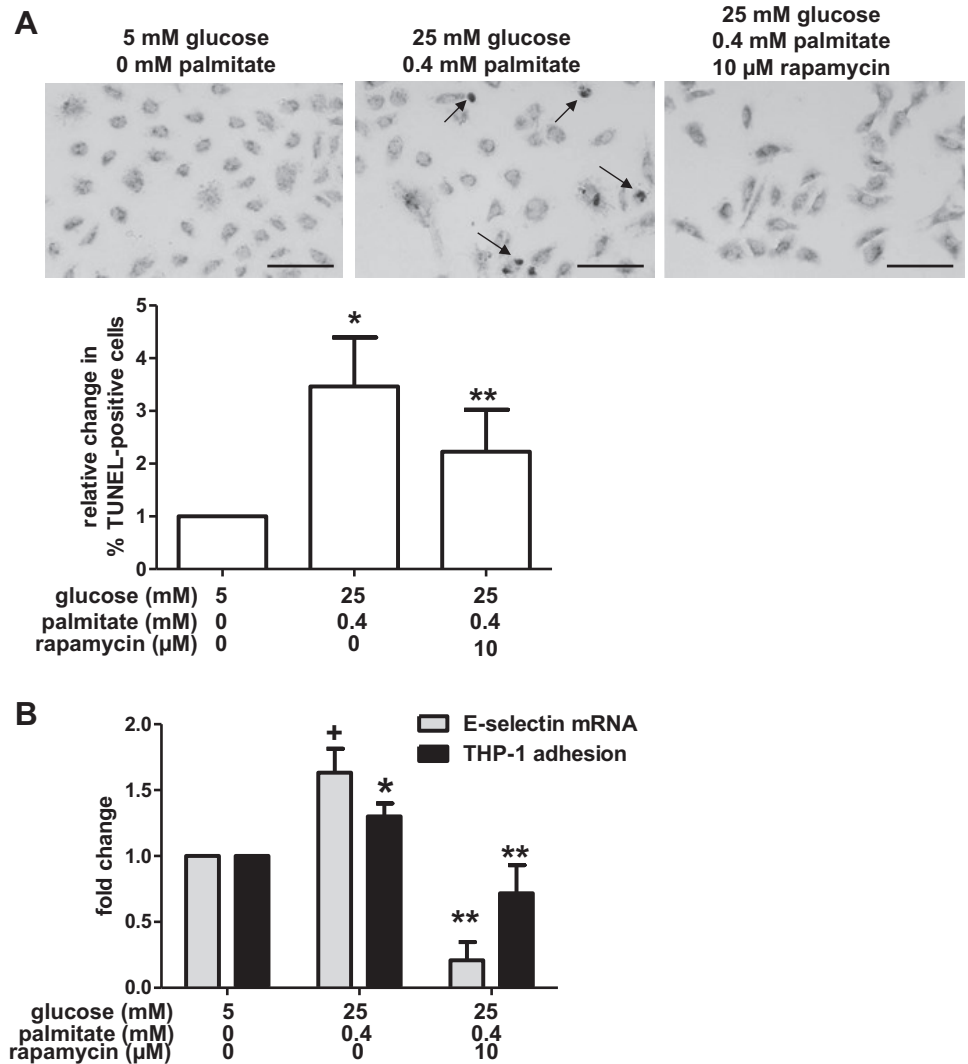 A
5 mM glucose
0 mM palmitate
25 mM glucose
0.4 mM palmitate
25 mM glucose
0.4 mM palmitate
10 µM rapamycin
relative change in
% TUNEL-positive cells
5
4
3
2
1
0
*
**
glucose (mM) 5 25 25
palmitate (mM) 0 0.4 0.4
rapamycin (µM) 0 0 10
B
E-selectin mRNA
THP-1 adhesion
fold change
2.0
1.5
1.0
0.5
0.0
+
*
**
**
glucose (mM) 5 25 25
palmitate (mM) 0 0.4 0.4
rapamycin (µM) 0 0 10